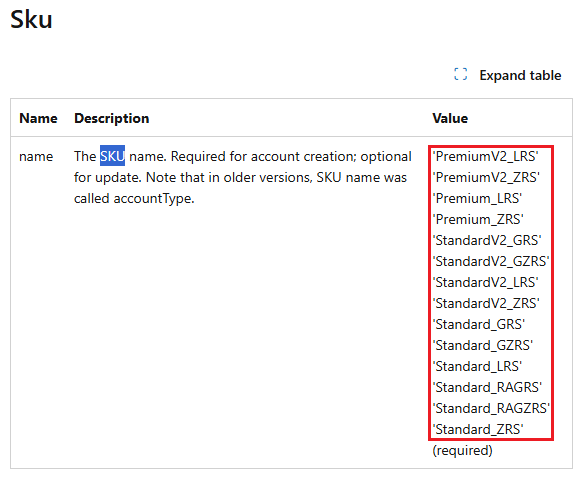 Sku
Expand table
Name Description Value
name The SKU name. Required for account creation; optional for update. Note that in older versions, SKU name was called accountType. 'PremiumV2_LRS'
'PremiumV2_ZRS'
'Premium_LRS'
'Premium_ZRS'
'StandardV2_GRS'
'StandardV2_GZRS'
'StandardV2_LRS'
'StandardV2_ZRS'
'Standard_GRS'
'Standard_GZRS'
'Standard_LRS'
'Standard_RAGRS'
'Standard_RAGZRS'
'Standard_ZRS'
(required)